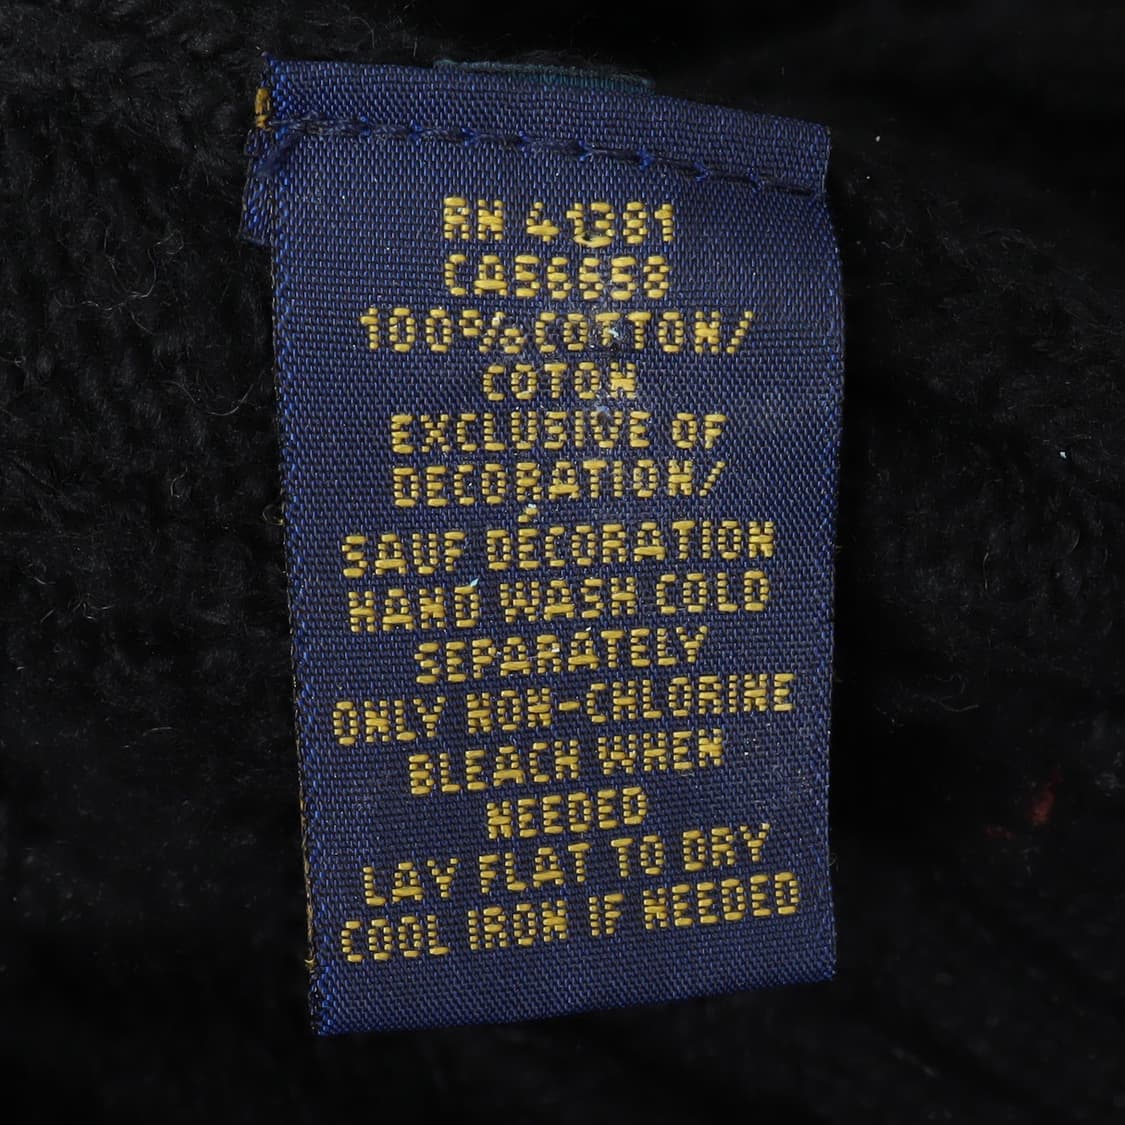 RN 41381
CA56658
100% COTTON/
COTON
EXCLUSIVE OF
DECORATION/
SAUF DÉCORATION
HAND WASH COLD
SEPARATELY
ONLY NON-CHLORINE
BLEACH WHEN
NEEDED
LAY FLAT TO DRY
COOL IRON IF NEEDED